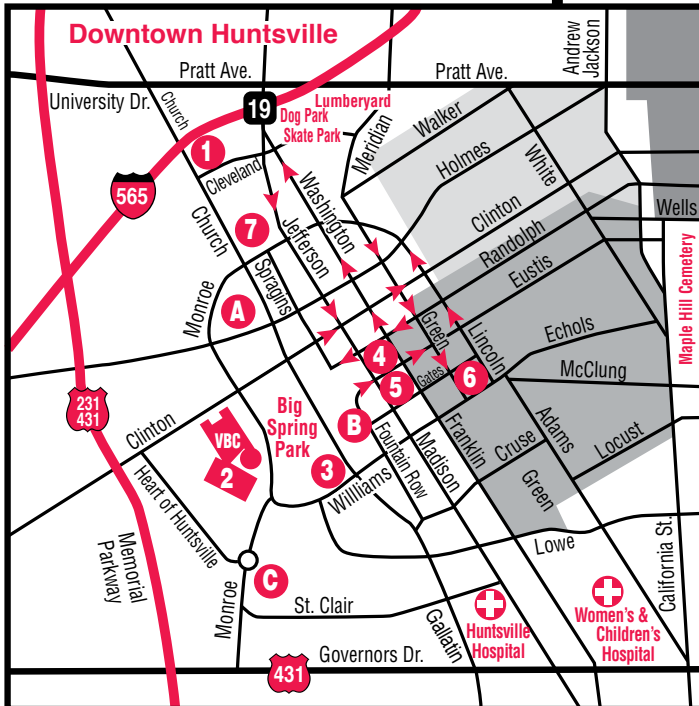 Downtown Huntsville
Pratt Ave.
Pratt Ave.
Andrew
Jackson
University Dr.
Church
19
Lumberyard
Dog Park
Skate Park
Meridian
Walker
Holmes
White
1
Cleveland
Washington
565
Church
7
Jefferson
Clinton
Randolph
Wells
Spragins
Eustis
Monroe
A
Green
Lincoln
Echols
Maple Hill Cemetery
4
McClung
231
431
5
Gates
6
Clinton
Big
Spring
Park
B
VBC
2
3
Fountain Row
Madison
Franklin
Cruse
Adams
Locust
Willliams
Green
Heart of Huntsville
Lowe
California St.
Memorial
Parkway
C
Monroe
St. Clair
Gallatin
Huntsville
Hospital
Women's &
Children's
Hospital
431
Governors Dr.